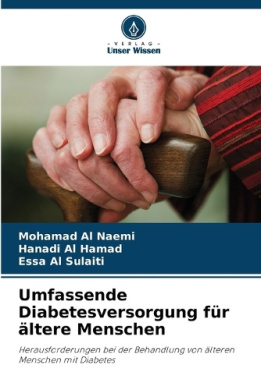 - VERLAG -
Unser Wissen
Mohamad Al Naemi
Hanadi Al Hamad
Essa Al Sulaiti
Umfassende
Diabetesversorgung für
ältere Menschen
Herausforderungen bei der Behandlung von älteren
Menschen mit Diabetes